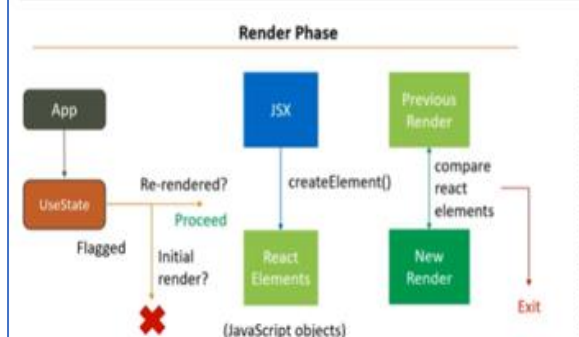 Render Phase
App
UseState
Flagged
Re-rendered?
Proceed
Initial
render?
JSX
createElement()
React
Elements
(JavaScript objects)
Previous
Render
compare
react
elements
New
Render
Exit